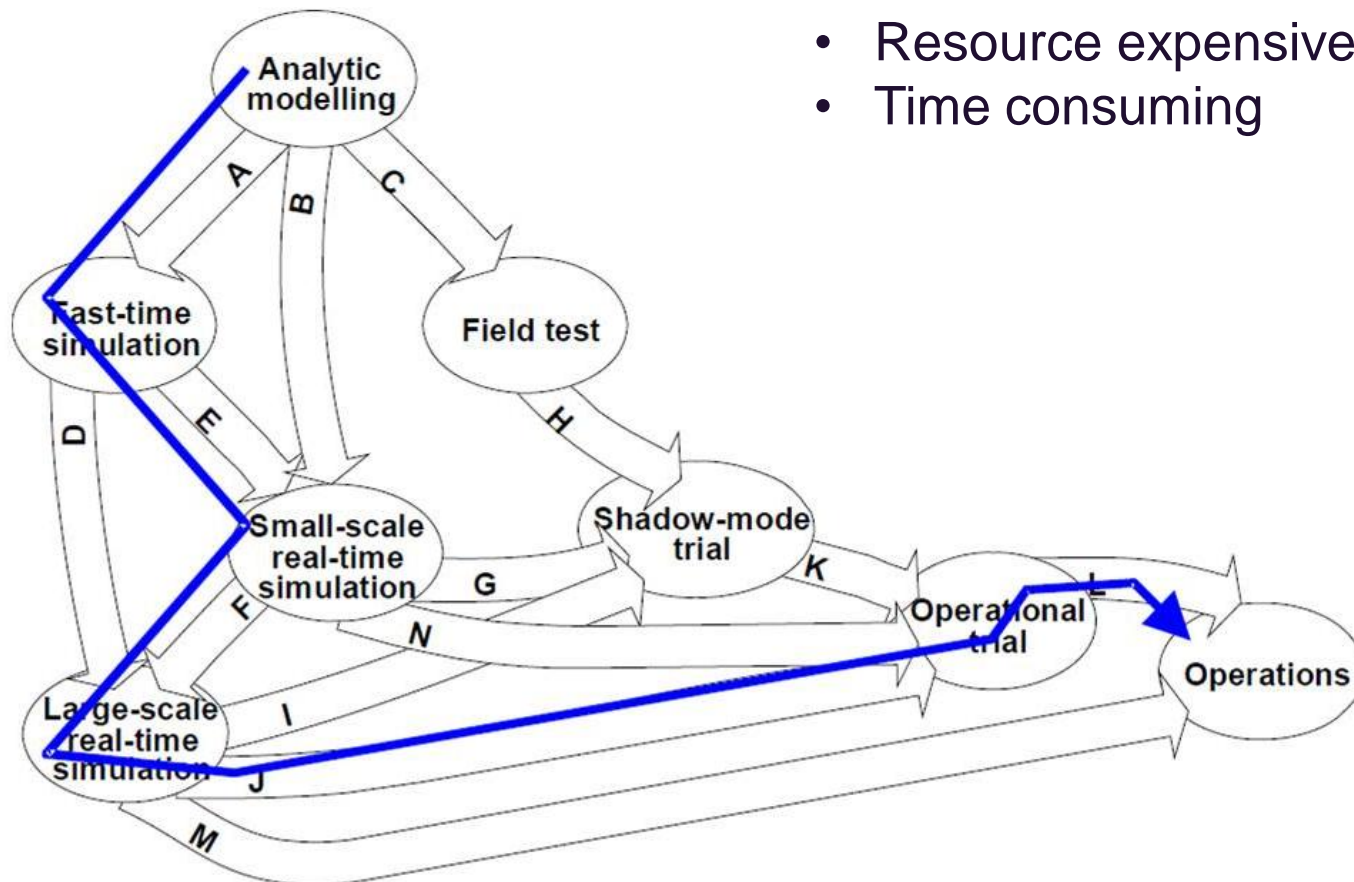 • Resource expensive
• Time consuming
Analytic
modelling
A
B
C
Fast-time
simulation
Field test
D
E
H
Small-scale
real-time
simulation
Shadow-mode
trial
F
G
K
N
Operational
trial
L
Operations
Large-scale
real-time
simulation
I
J
M